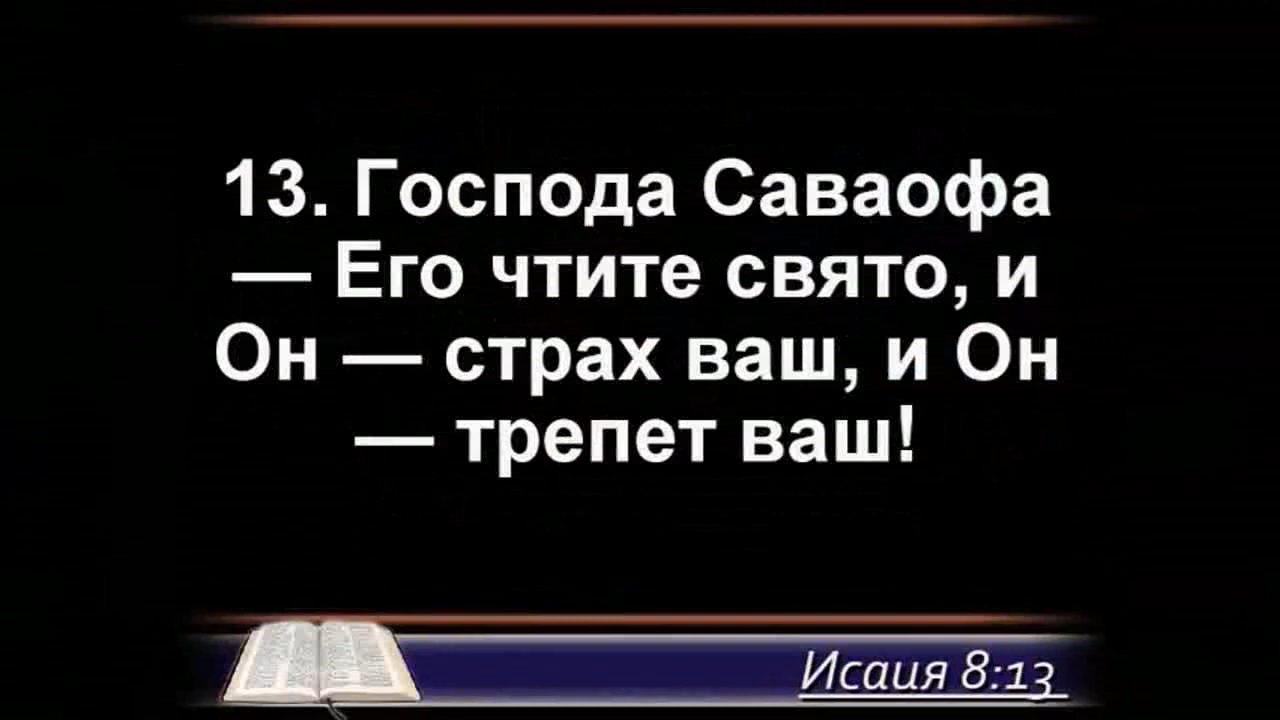 13. Господа Саваофа
— Его чтите свято, и
Он — страх ваш, и Он
— трепет ваш!
Исаия 8:13